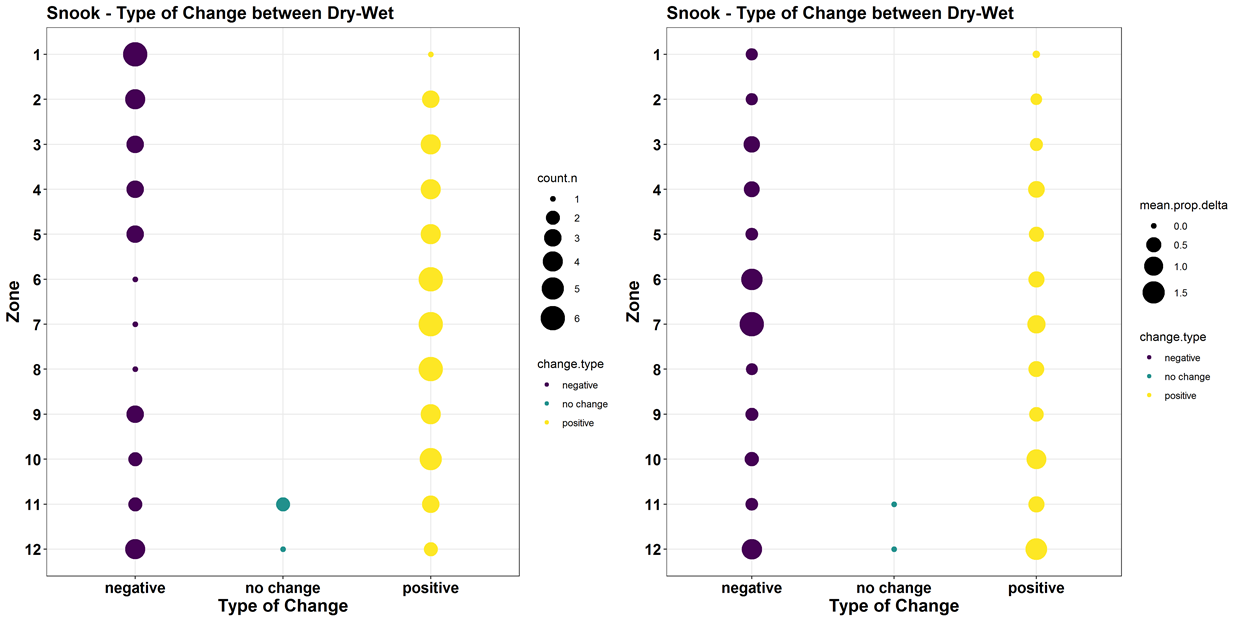 Snook - Type of Change between Dry-Wet
Zone
1
2
3
4
5
6
7
8
9
10
11
12
negative no change positive
Type of Change
count.n
1
2
3
4
5
6
change.type
negative
no change
positive
Snook - Type of Change between Dry-Wet
Zone
1
2
3
4
5
6
7
8
9
10
11
12
negative no change positive
Type of Change
mean.prop.delta
0.0
0.5
1.0
1.5
change.type
negative
no change
positive